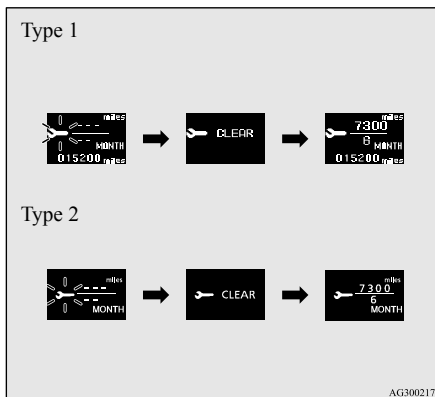 Type 1
miles
---
--
MONTH
015200 miles
CLEAR
miles
7300
6
MONTH
015200 miles
Type 2
miles
---
--
MONTH
CLEAR
miles
7300
6
MONTH
AG300217